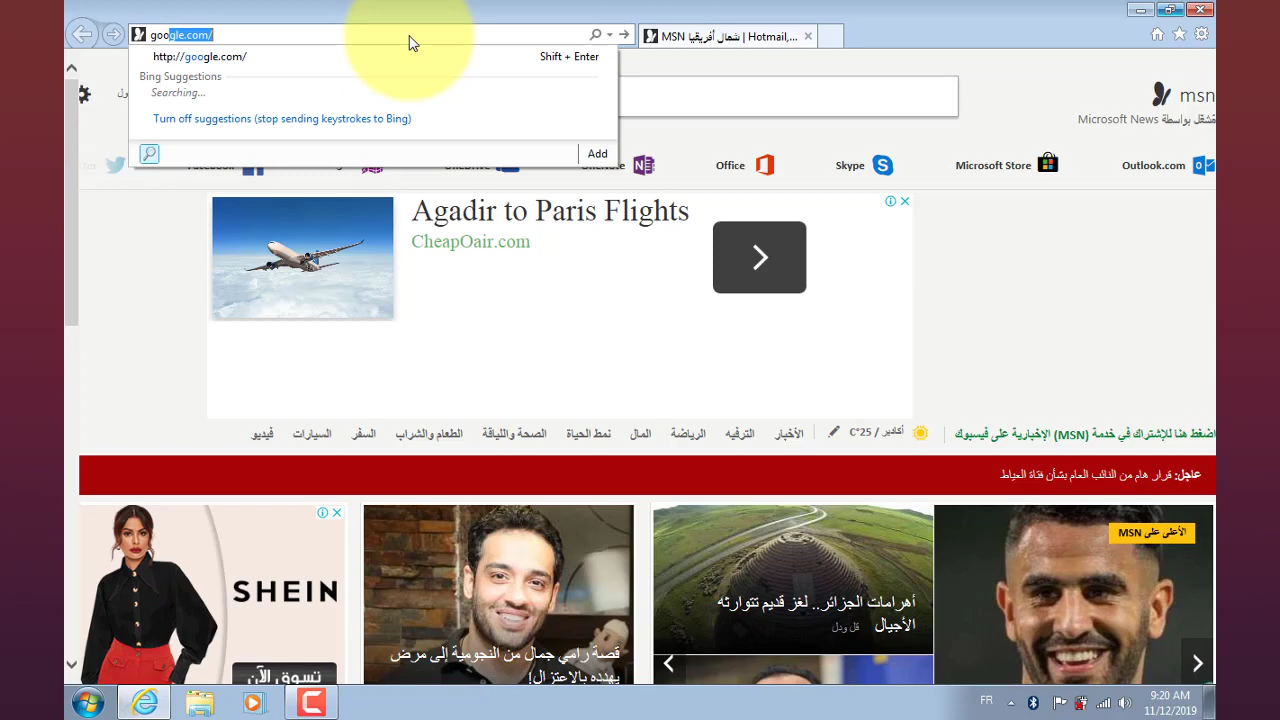 google.com/
MSN شمال أفريقيا | Hotmail,...
http://google.com/
Shift + Enter
Bing Suggestions
Searching...
Turn off suggestions (stop sending keystrokes to Bing)
Add
msn
Microsoft News مُشغّل بواسطة
OneNote
Office
Skype
Microsoft Store
Outlook.com
Agadir to Paris Flights
CheapOair.com
اضغط هنا للإشتراك في خدمة (MSN) الإخبارية على فيسبوك
أكادير / 25°C
الأخبار
الترفيه
الرياضة
المال
نمط الحياة
الصحة واللياقة
الطعام والشراب
السفر
السيارات
فيديو
عاجل: قرار هام من النائب العام بشأن فتاة العياط
SHEIN
تسوق الآن
قصة رامي جمال من النجومية إلى مرض
يهدده بالاعتزال!
أهرامات الجزائر.. لغز قديم تتوارثه
الأجيال
قل ودل
الأعلى على MSN
FR
9:20 AM
11/12/2019